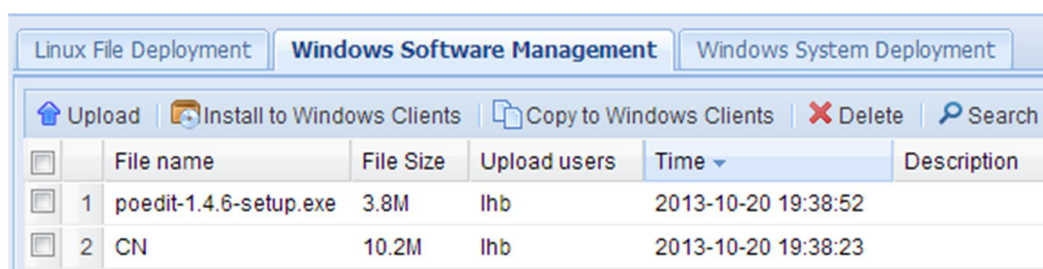 Linux File Deployment Windows Software Management Windows System Deployment
Upload Install to Windows Clients Copy to Windows Clients Delete Search
File name File Size Upload users Time Description
1 poedit-1.4.6-setup.exe 3.8M lhb 2013-10-20 19:38:52
2 CN 10.2M lhb 2013-10-20 19:38:23